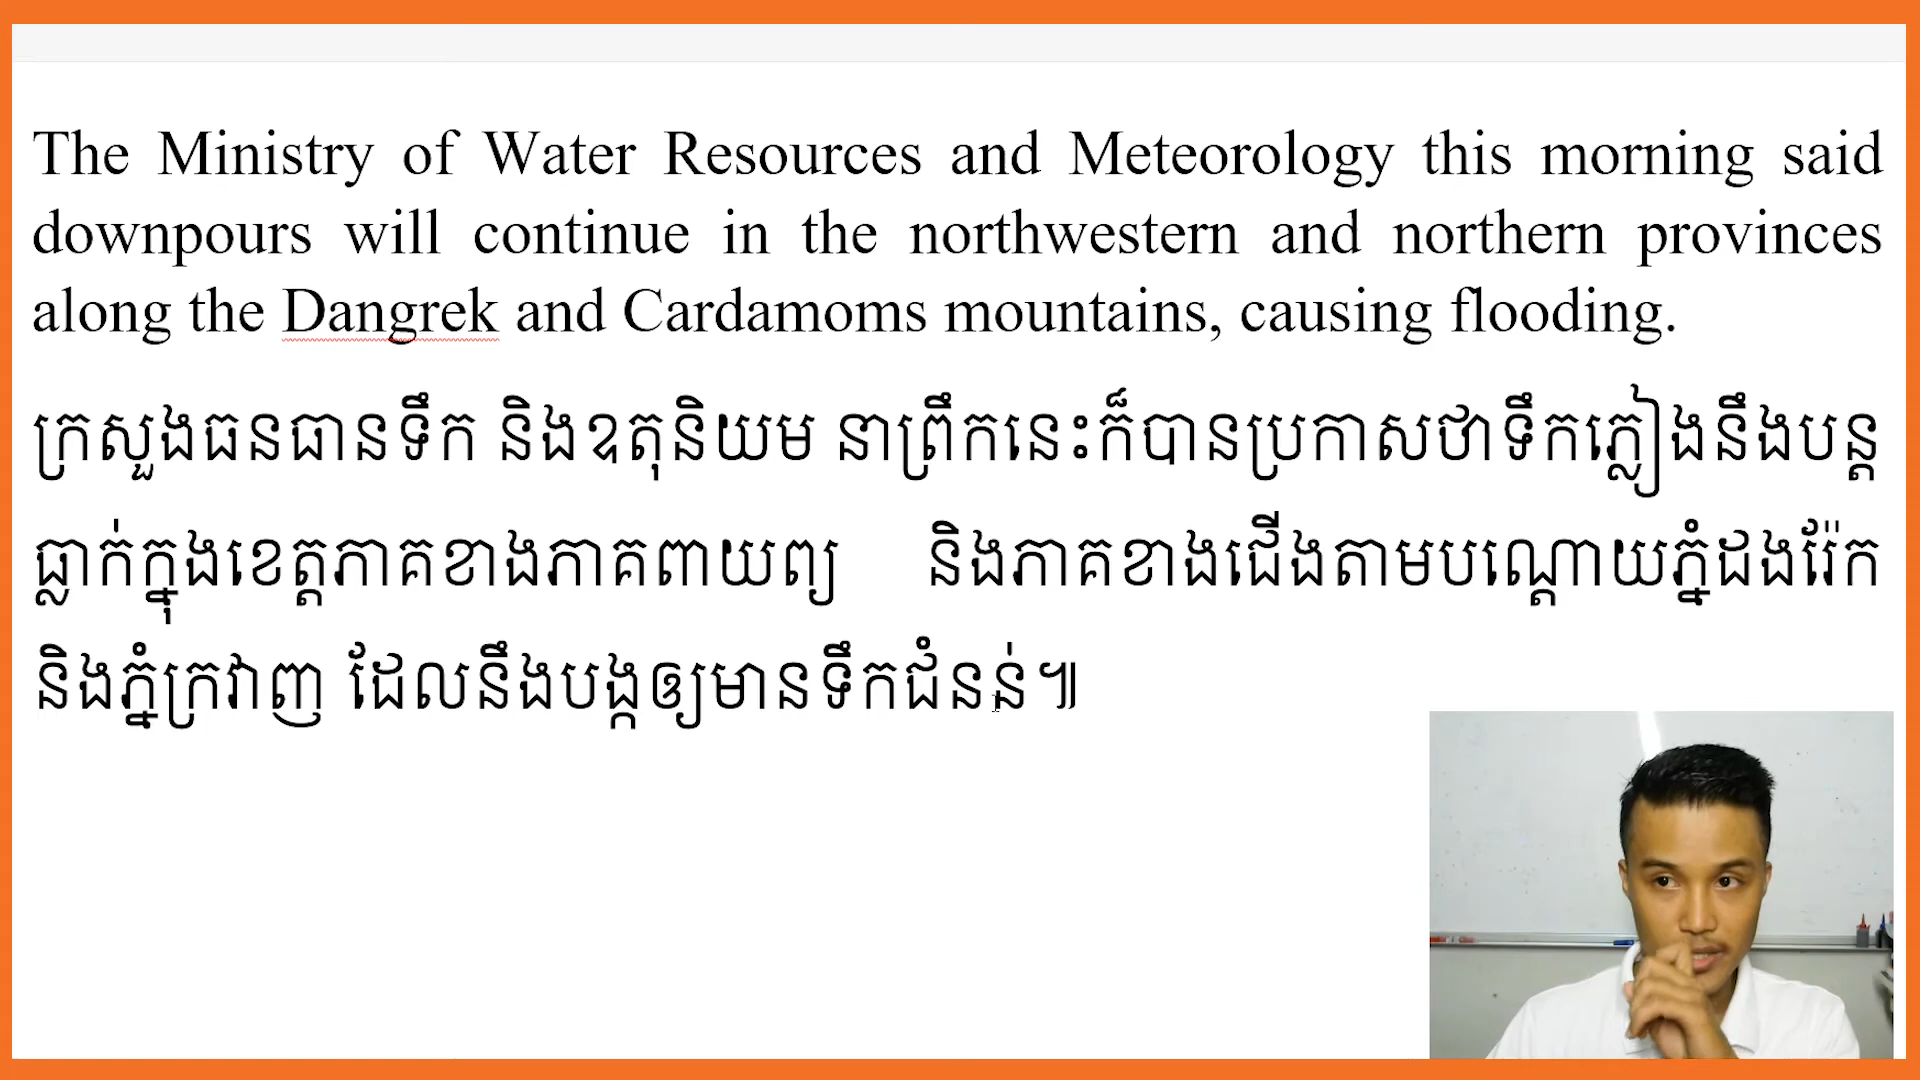 The Ministry of Water Resources and Meteorology this morning said
downpours will continue in the northwestern and northern provinces
along the Dangrek and Cardamoms mountains, causing flooding.
ក្រសួងធនធានទឹក និងឧតុនិយម នាព្រឹកនេះក៏បានប្រកាសថាទឹកភ្លៀងនឹងបន្ត
ធ្លាក់ក្នុងខេត្តភាគខាងភាគពាយព្យ និងភាគខាងជើងតាមបណ្តោយភ្នំដងរ៉ែក
និងភ្នំក្រវាញ ដែលនឹងបង្កឲ្យមានទឹកជំនន់៕